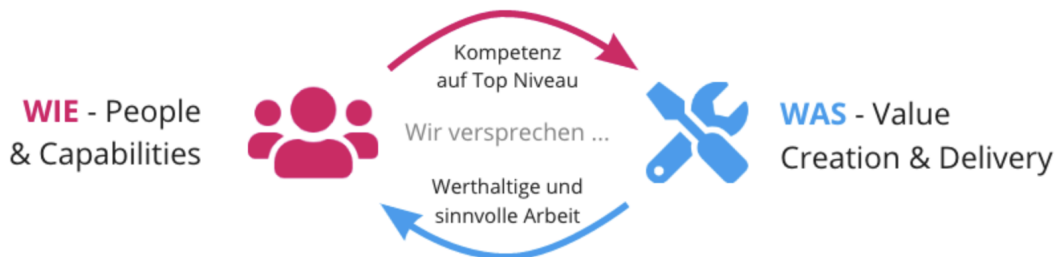 Kompetenz
auf Top Niveau
WIE - People
& Capabilities
Wir versprechen ...
WAS - Value
Creation & Delivery
Werthaltige und
sinnvolle Arbeit